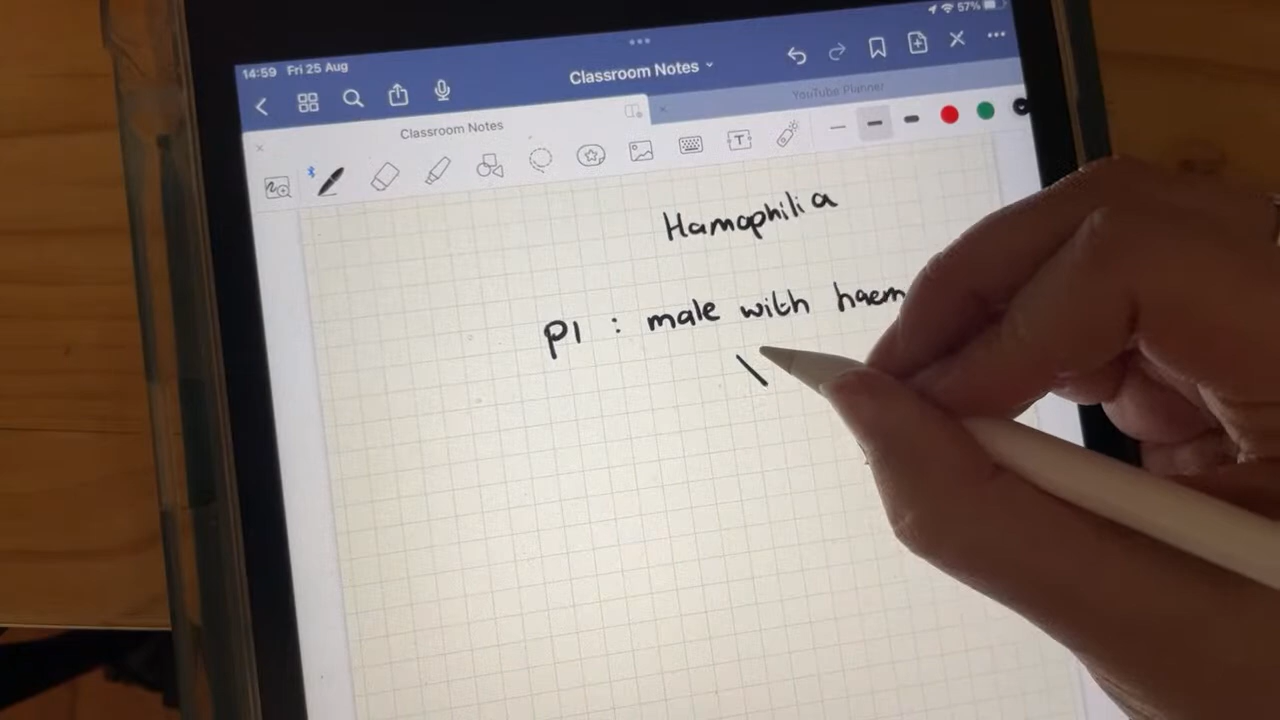 57%
14:59 Fri 25 Aug
Classroom Notes
YouTube Planner
Classroom Notes
T
Hamophilia
P1 : male with haem
\